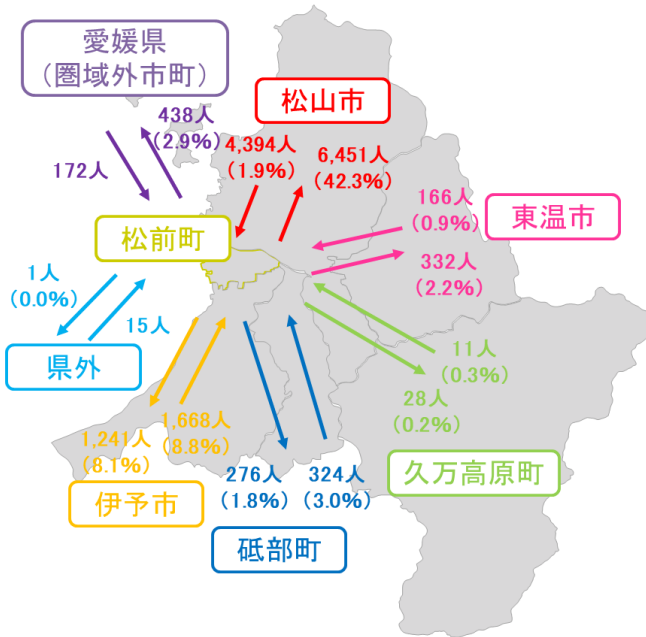 愛媛県
（圏域外市町）
松山市
438人
（2.9%）
172人
4,394人
（1.9%）
6,451人
（42.3%）
166人
（0.9%）
東温市
332人
（2.2%）
松前町
1人
（0.0%）
15人
県外
11人
（0.3%）
28人
（0.2%）
久万高原町
1,241人
（8.1%）
1,668人
（8.8%）
伊予市
276人
（1.8%）
324人
（3.0%）
砥部町